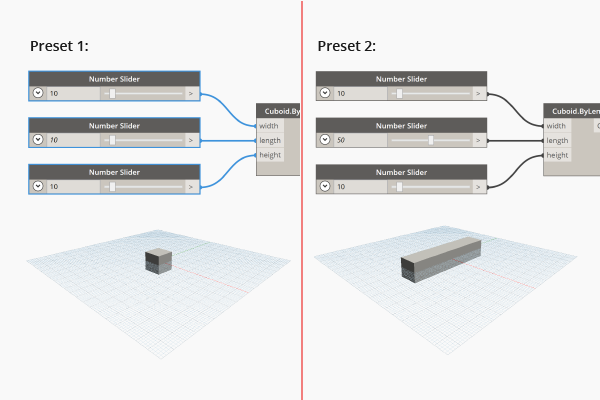 Preset 1:
Number Slider
10 >
Number Slider
10 >
Number Slider
10 >
Cuboid.By
width
length
height
Preset 2:
Number Slider
10 >
Number Slider
50 >
Number Slider
10 >
Cuboid.ByLen
width
length
height